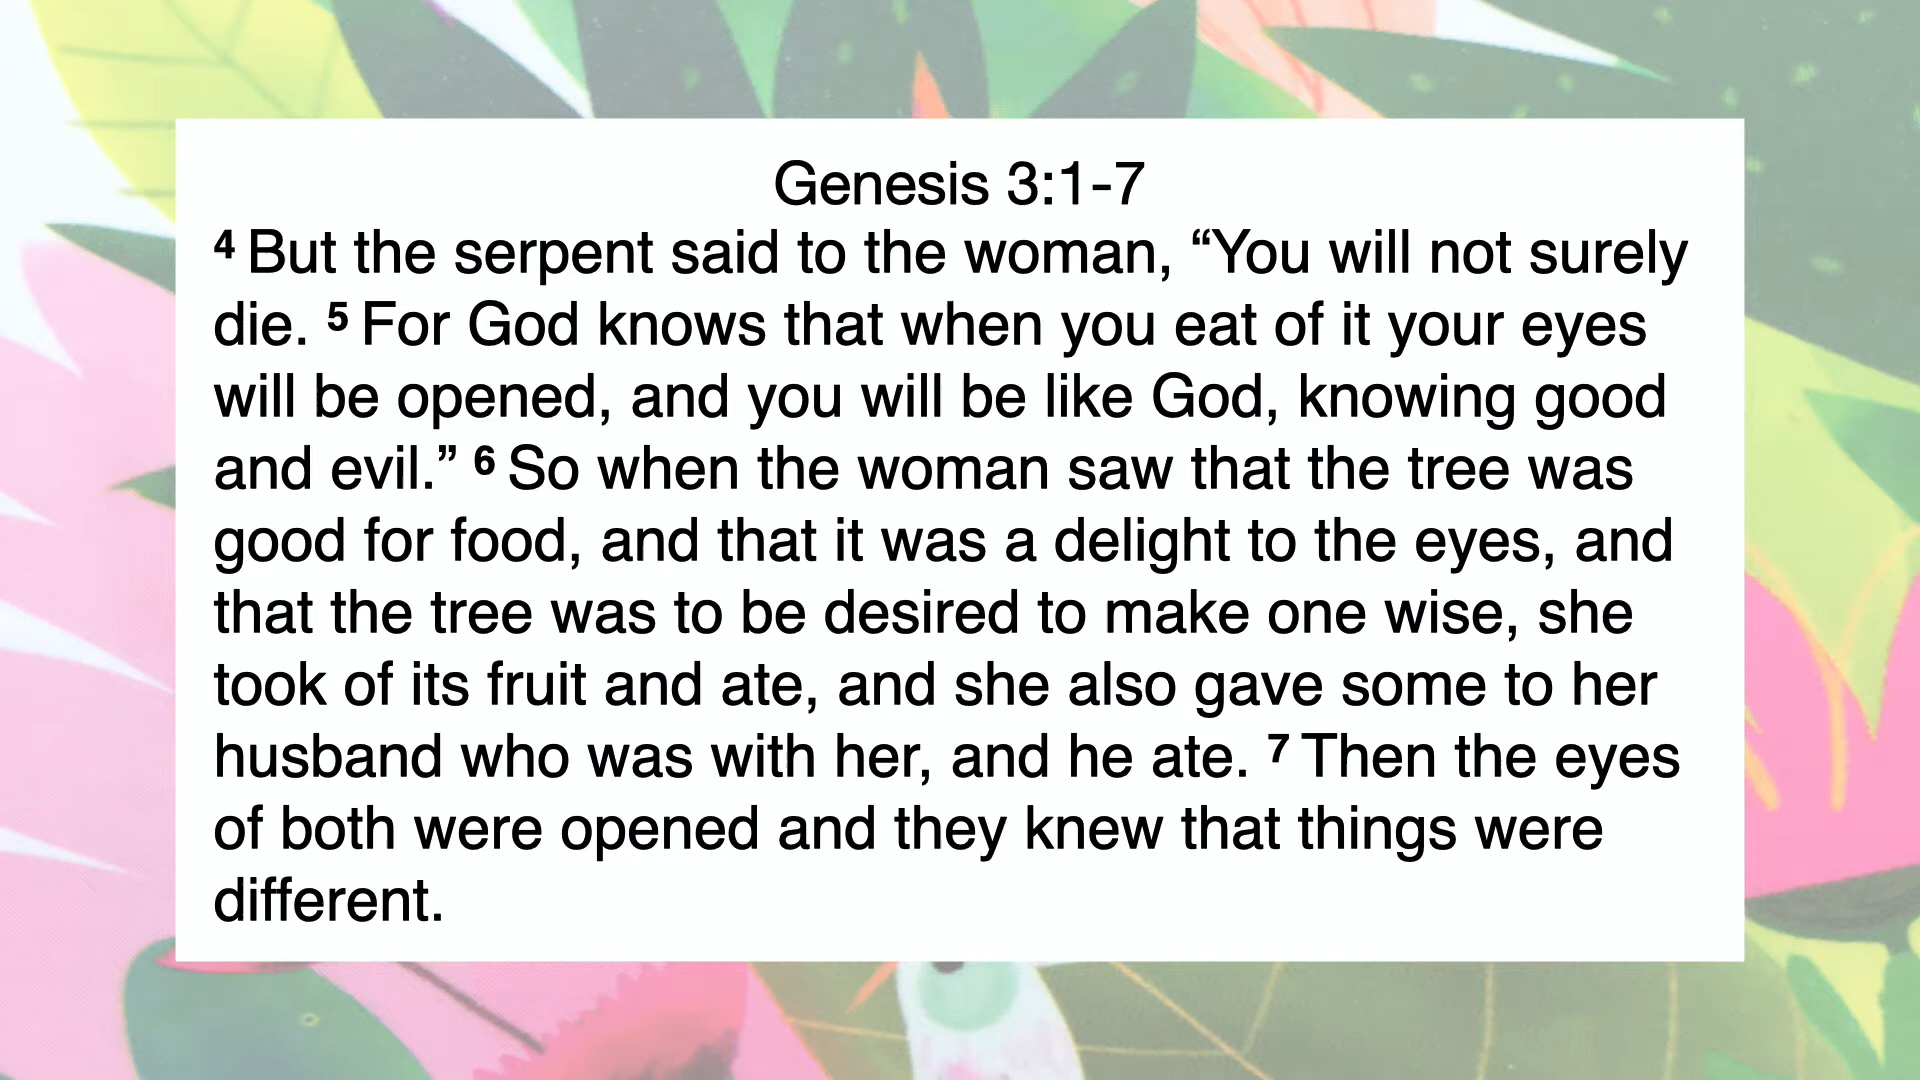 Genesis 3:1-7
4 But the serpent said to the woman, “You will not surely
die. 5 For God knows that when you eat of it your eyes
will be opened, and you will be like God, knowing good
and evil.” 6 So when the woman saw that the tree was
good for food, and that it was a delight to the eyes, and
that the tree was to be desired to make one wise, she
took of its fruit and ate, and she also gave some to her
husband who was with her, and he ate. 7 Then the eyes
of both were opened and they knew that things were
different.